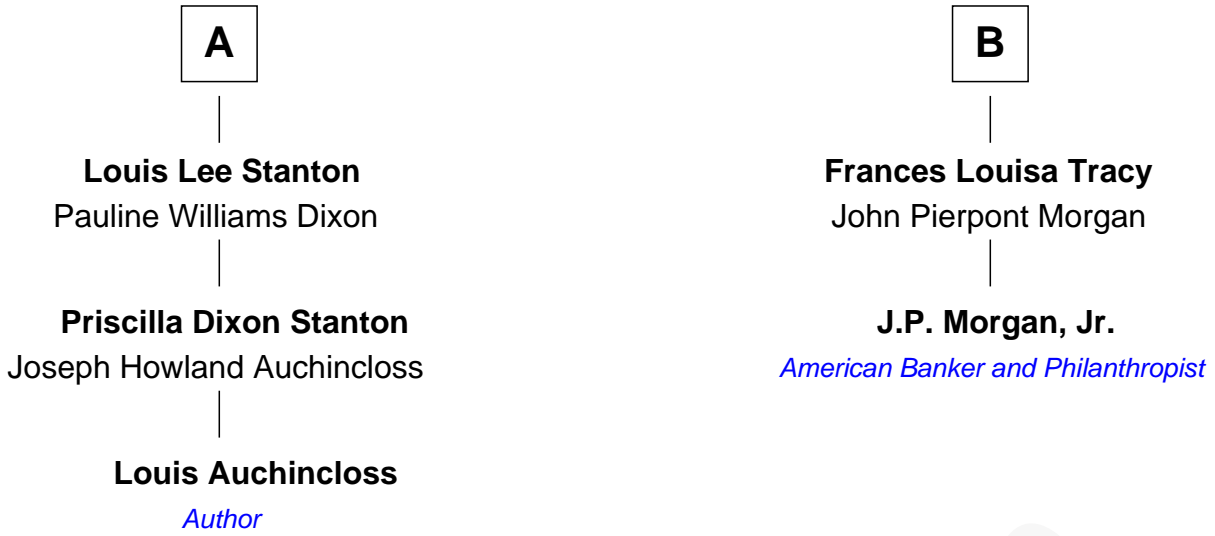 A
B
Louis Lee Stanton
Pauline Williams Dixon
Frances Louisa Tracy
John Pierpont Morgan
Priscilla Dixon Stanton
Joseph Howland Auchincloss
J.P. Morgan, Jr.
American Banker and Philanthropist
Louis Auchincloss
Author